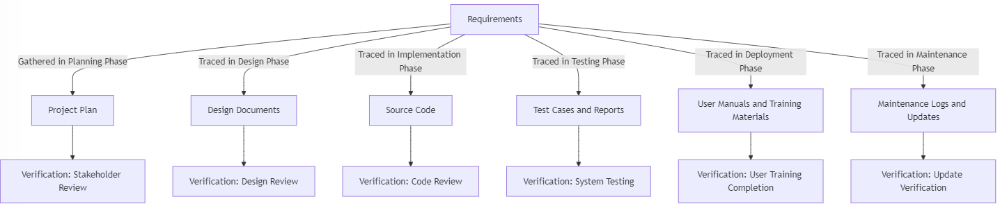 Requirements
Gathered in Planning Phase
Traced in Design Phase
Traced in Implementation
Phase
Traced in Testing Phase
Traced in Deployment
Phase
Traced in Maintenance
Phase
Project Plan
Design Documents
Source Code
Test Cases and Reports
User Manuals and Training
Materials
Maintenance Logs and
Updates
Verification: Stakeholder
Review
Verification: Design Review
Verification: Code Review
Verification: System Testing
Verification: User Training
Completion
Verification: Update
Verification